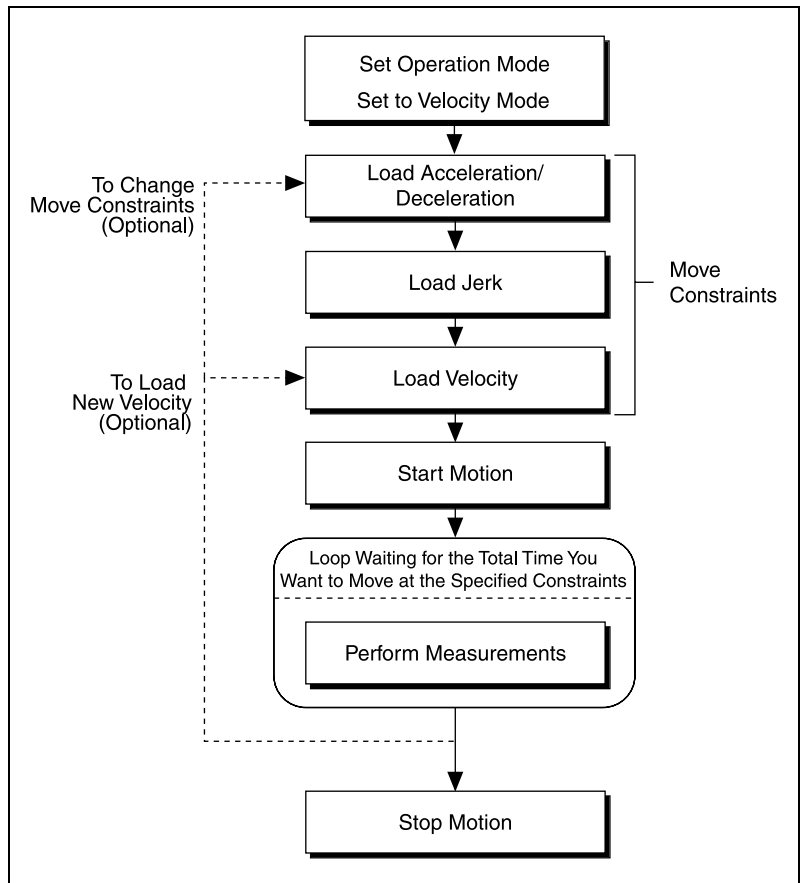 Set Operation Mode
Set to Velocity Mode
To Change
Move Constraints
(Optional)
Load Acceleration/
Deceleration
Load Jerk
Move
Constraints
To Load
New Velocity
(Optional)
Load Velocity
Start Motion
Loop Waiting for the Total Time You
Want to Move at the Specified Constraints
Perform Measurements
Stop Motion